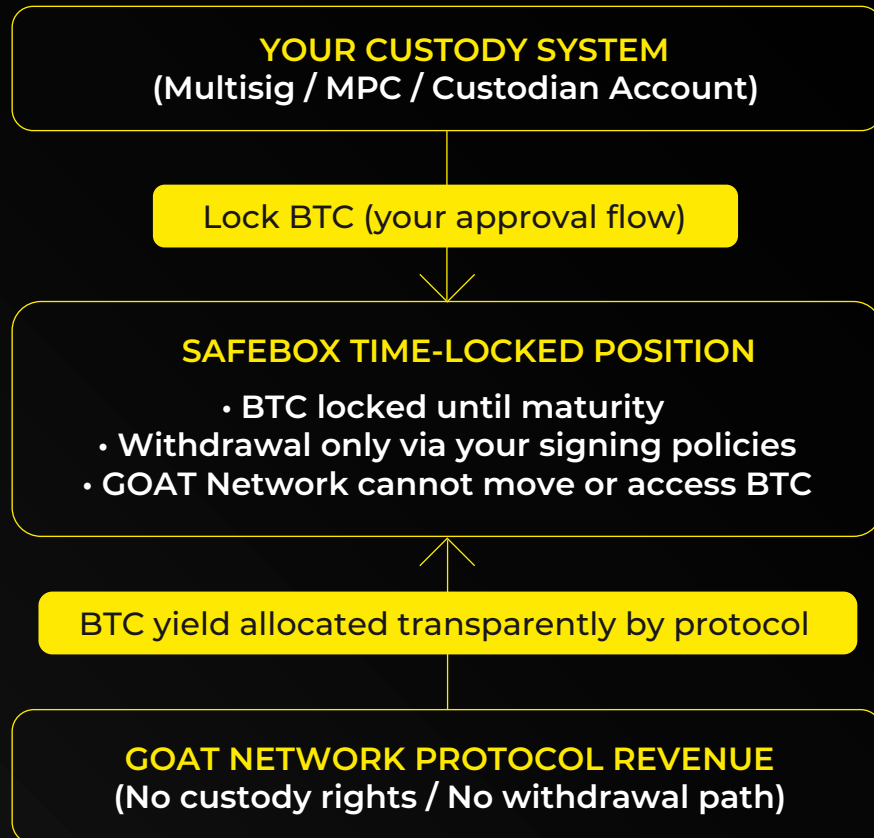 YOUR CUSTODY SYSTEM
(Multisig / MPC / Custodian Account)
Lock BTC (your approval flow)
SAFEBOX TIME-LOCKED POSITION
• BTC locked until maturity
• Withdrawal only via your signing policies
• GOAT Network cannot move or access BTC
BTC yield allocated transparently by protocol
GOAT NETWORK PROTOCOL REVENUE
(No custody rights / No withdrawal path)